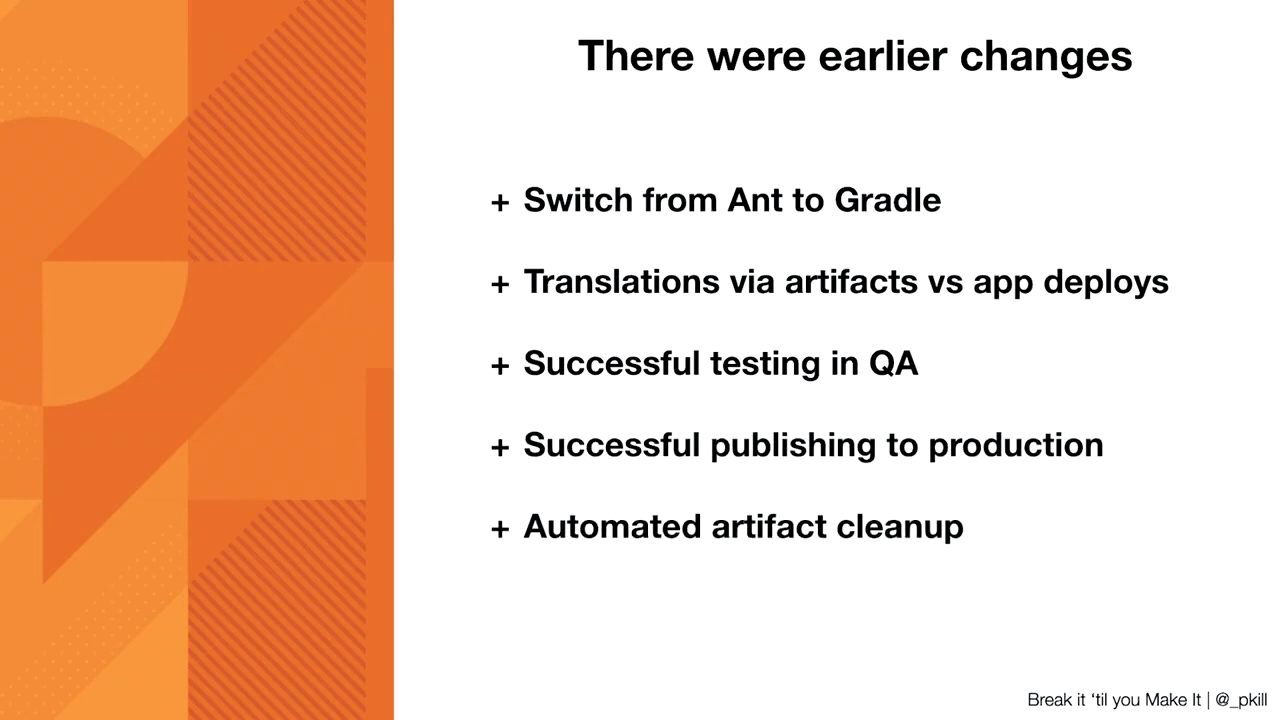 There were earlier changes
+ Switch from Ant to Gradle
+ Translations via artifacts vs app deploys
+ Successful testing in QA
+ Successful publishing to production
+ Automated artifact cleanup
Break it ‘til you Make It | @_pkill